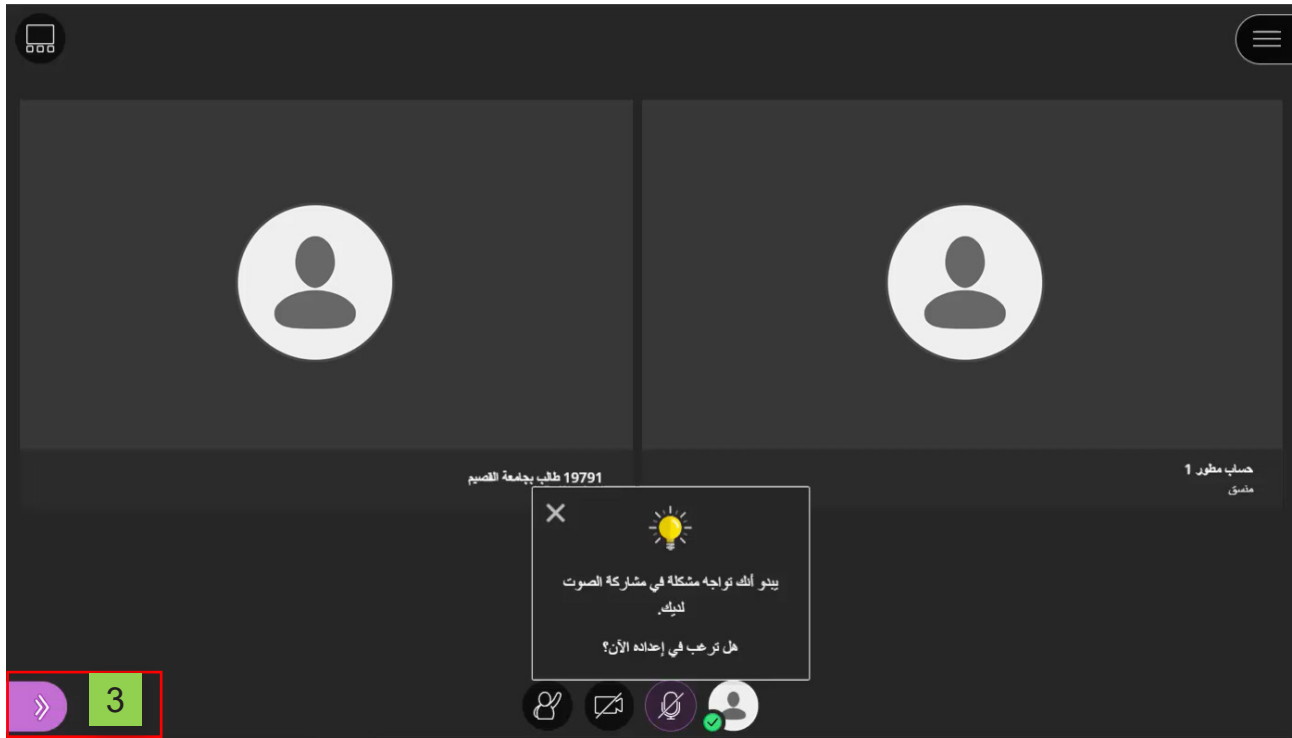 حساب مطور 1
منسق
19791 طالب بجامعة القصيم
يبدو أنك تواجه مشكلة في مشاركة الصوت
لديك.
هل ترغب في إعداده الآن؟
3